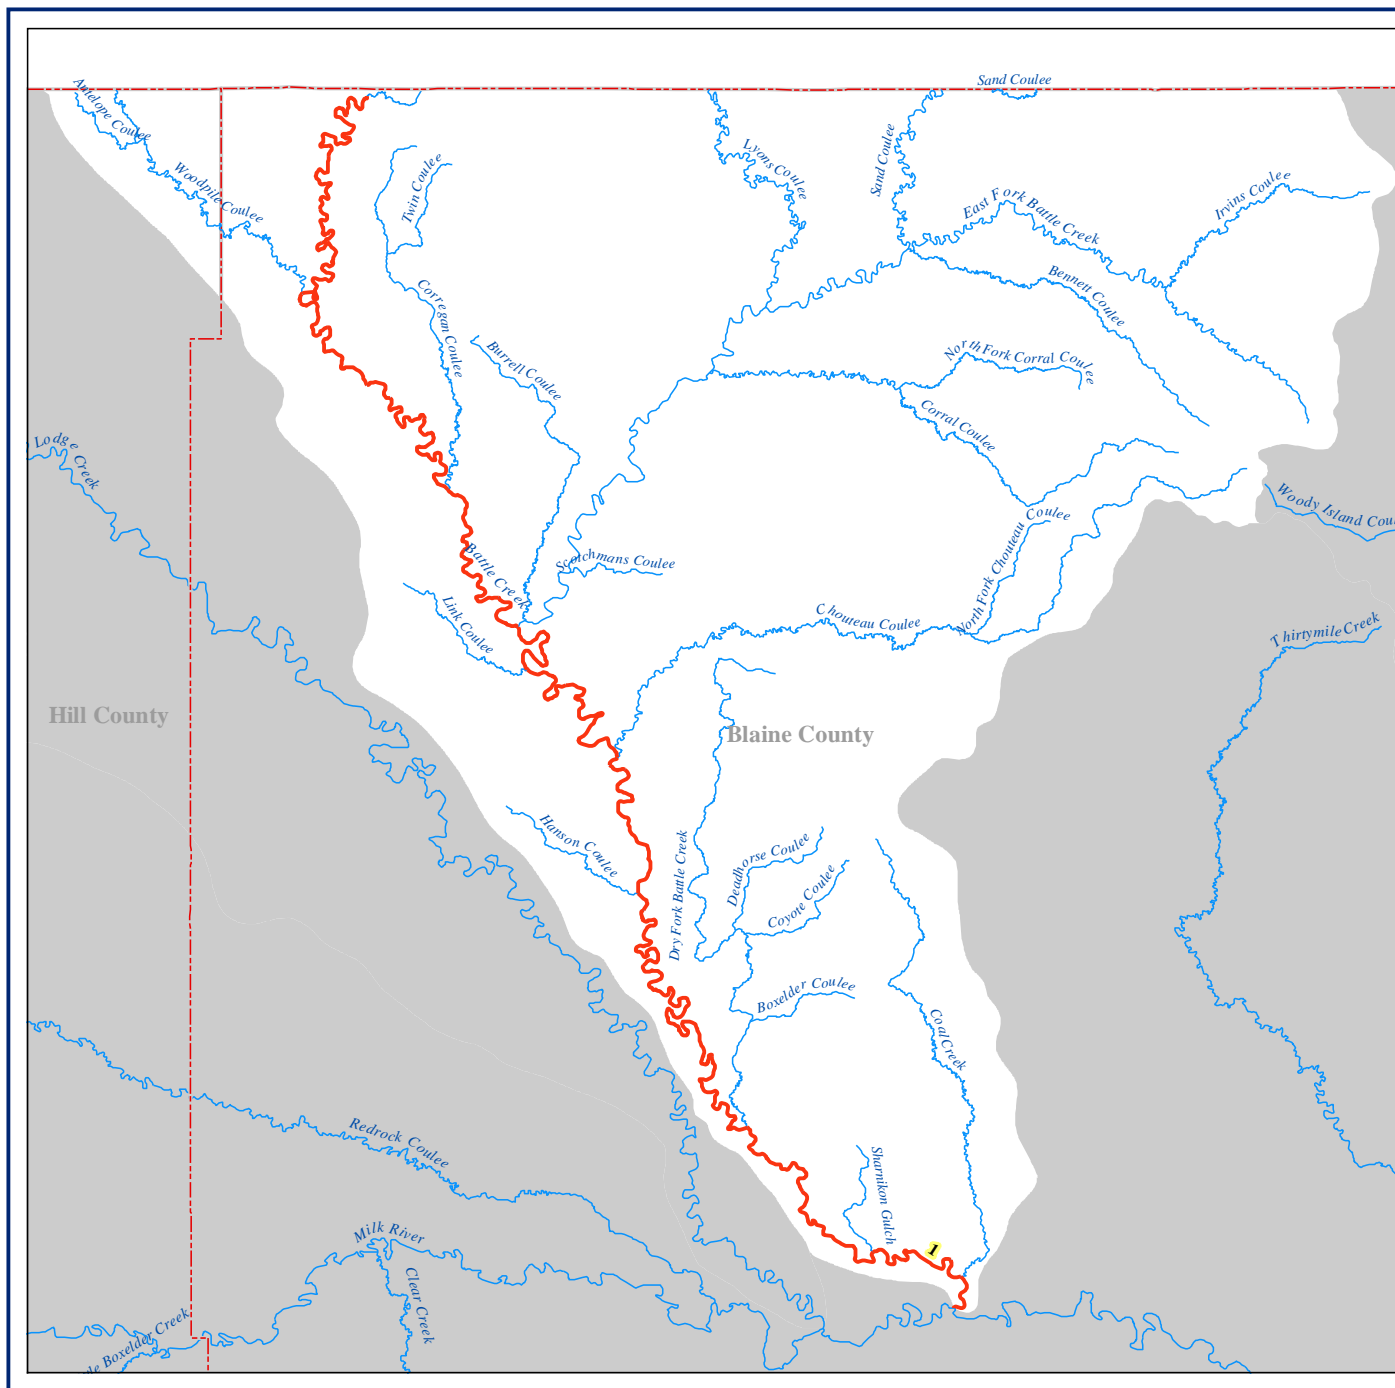 Sand Coulee
Antelope Coulee
Woodpile Coulee
Twin Coulee
Lyons Coulee
Sand Coulee
East Fork Battle Creek
Irvins Coulee
Bennett Coulee
Corregan Coulee
Burrell Coulee
North Fork Corral Coulee
Corral Coulee
Lodge Creek
Woody Island Cou
Battle Creek
Scotchmans Coulee
Link Coulee
Chouteau Coulee
North Fork Chouteau Coulee
Thirtymile Creek
Hill County
Blaine County
Hanson Coulee
Dry Fork Battle Creek
Deadhorse Coulee
Coyote Coulee
Boxelder Coulee
Coal Creek
Redrock Coulee
Sharnikon Gulch
Milk River
Clear Creek
1
le Boxelder Creek